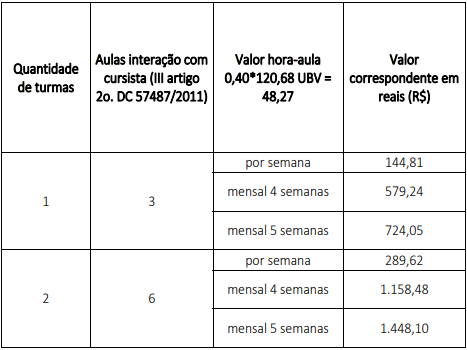 Quantidade
de turmas
Aulas interação com
cursista (III artigo
2o. DC 57487/2011)
Valor hora-aula
0,40*120,68 UBV =
48,27
Valor
correspondente em
reais (R$)
1
3
por semana
144,81
mensal 4 semanas
579,24
mensal 5 semanas
724,05
2
6
por semana
289,62
mensal 4 semanas
1.158,48
mensal 5 semanas
1.448,10